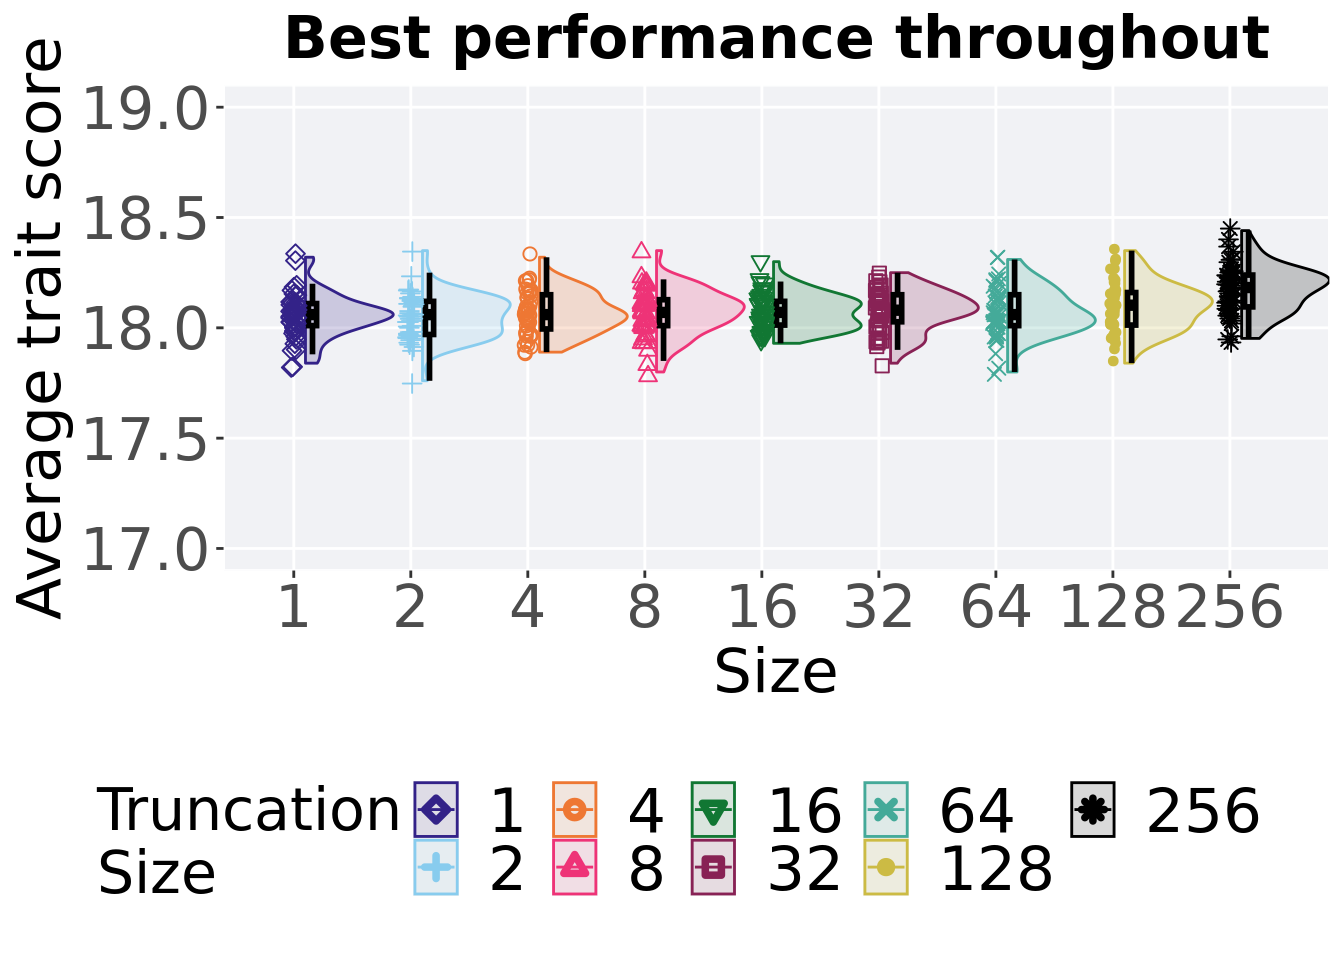 Best performance throughout
Average trait score
19.0
18.5
18.0
17.5
17.0
1 2 4 8 16 32 64 128 256
Size
Truncation
Size
1 4 16 64 256
2 8 32 128